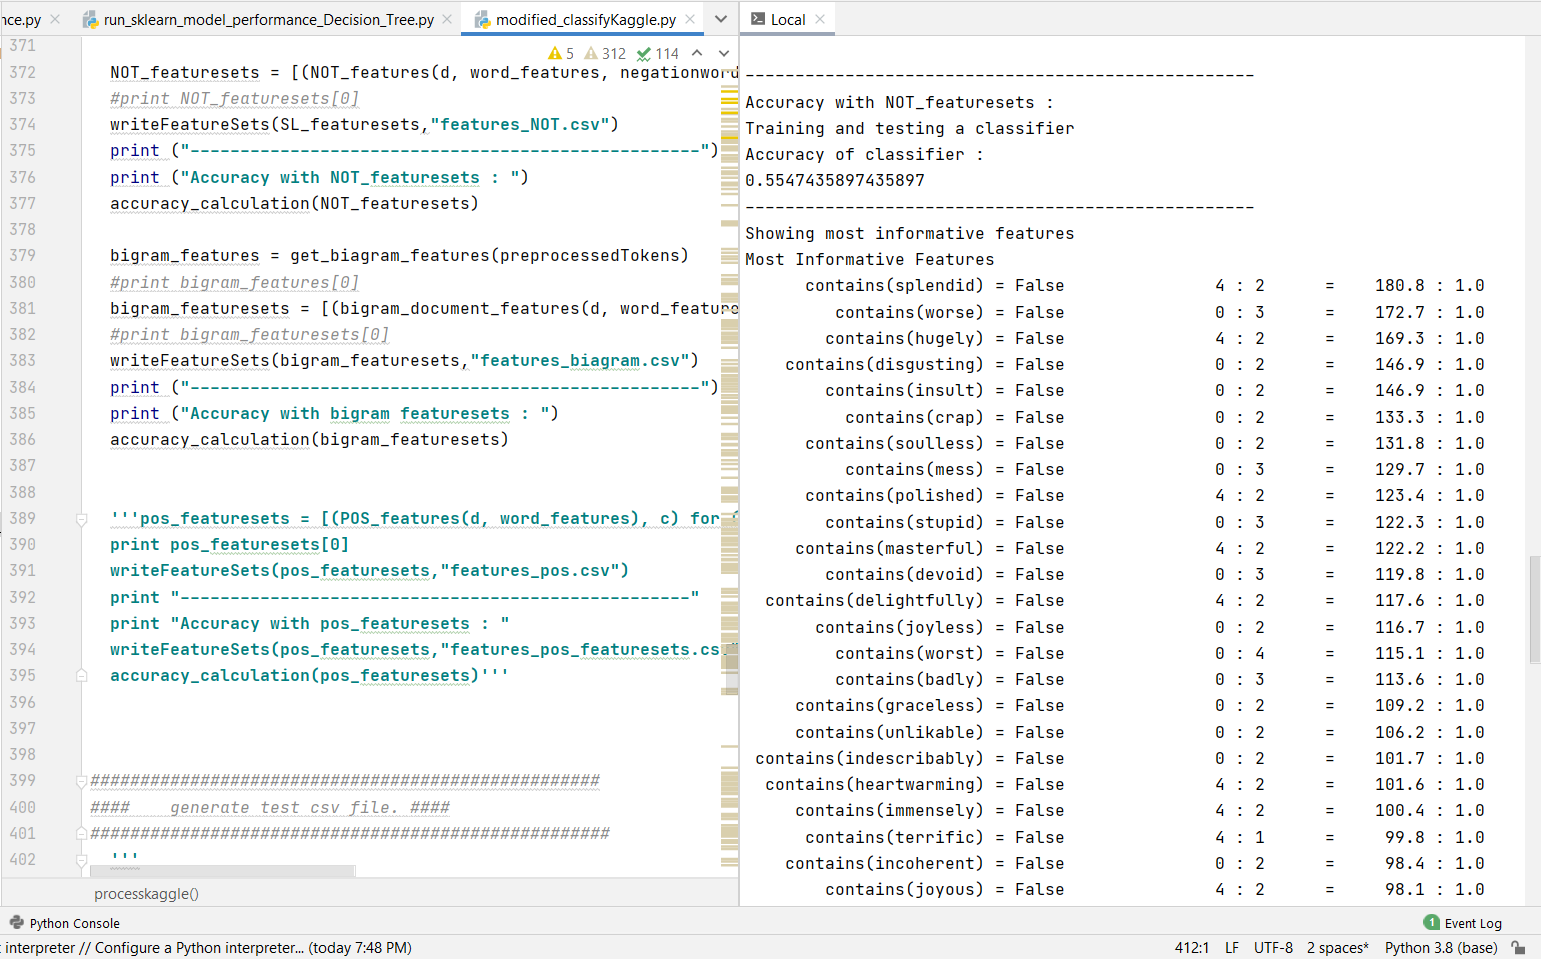 nce.py
run_sklearn_model_performance_Decision_Tree.py
modified_classifyKaggle.py
Local
5 312 114
371
372 NOT_featuresets = [(NOT_features(d, word_features, negationword
373 #print NOT_featuresets[0]
374 writeFeatureSets(SL_featuresets,"features_NOT.csv")
375 print ("---------------------------------------------------")
376 print ("Accuracy with NOT_featuresets : ")
377 accuracy_calculation(NOT_featuresets)
378
379 bigram_features = get_biagram_features(preprocessedTokens)
380 #print bigram_features[0]
381 bigram_featuresets = [(bigram_document_features(d, word_feature
382 #print bigram_featuresets[0]
383 writeFeatureSets(bigram_featuresets,"features_biagram.csv")
384 print ("---------------------------------------------------")
385 print ("Accuracy with bigram featuresets : ")
386 accuracy_calculation(bigram_featuresets)
387
388
389 '''pos_featuresets = [(POS_features(d, word_features), c) for (
390 print pos_featuresets[0]
391 writeFeatureSets(pos_featuresets,"features_pos.csv")
392 print "---------------------------------------------------"
393 print "Accuracy with pos_featuresets : "
394 writeFeatureSets(pos_featuresets,"features_pos_featuresets.csv"
395 accuracy_calculation(pos_featuresets)'''
396
397
398
399 ###################################################
400 #### generate test csv file. ####
401 ####################################################
402 '''
processkaggle()
---------------------------------------------------
Accuracy with NOT_featuresets :
Training and testing a classifier
Accuracy of classifier :
0.5547435897435897
---------------------------------------------------
Showing most informative features
Most Informative Features
contains(splendid) = False 4 : 2 = 180.8 : 1.0
contains(worse) = False 0 : 3 = 172.7 : 1.0
contains(hugely) = False 4 : 2 = 169.3 : 1.0
contains(disgusting) = False 0 : 2 = 146.9 : 1.0
contains(insult) = False 0 : 2 = 146.9 : 1.0
contains(crap) = False 0 : 2 = 133.3 : 1.0
contains(soulless) = False 0 : 2 = 131.8 : 1.0
contains(mess) = False 0 : 3 = 129.7 : 1.0
contains(polished) = False 4 : 2 = 123.4 : 1.0
contains(stupid) = False 0 : 3 = 122.3 : 1.0
contains(masterful) = False 4 : 2 = 122.2 : 1.0
contains(devoid) = False 0 : 3 = 119.8 : 1.0
contains(delightfully) = False 4 : 2 = 117.6 : 1.0
contains(joyless) = False 0 : 2 = 116.7 : 1.0
contains(worst) = False 0 : 4 = 115.1 : 1.0
contains(badly) = False 0 : 3 = 113.6 : 1.0
contains(graceless) = False 0 : 2 = 109.2 : 1.0
contains(unlikable) = False 0 : 2 = 106.2 : 1.0
contains(indescribably) = False 0 : 2 = 101.7 : 1.0
contains(heartwarming) = False 4 : 2 = 101.6 : 1.0
contains(immensely) = False 4 : 2 = 100.4 : 1.0
contains(terrific) = False 4 : 1 = 99.8 : 1.0
contains(incoherent) = False 0 : 2 = 98.4 : 1.0
contains(joyous) = False 4 : 2 = 98.1 : 1.0
Python Console
1 Event Log
interpreter // Configure a Python interpreter... (today 7:48 PM)
412:1 LF UTF-8 2 spaces* Python 3.8 (base)